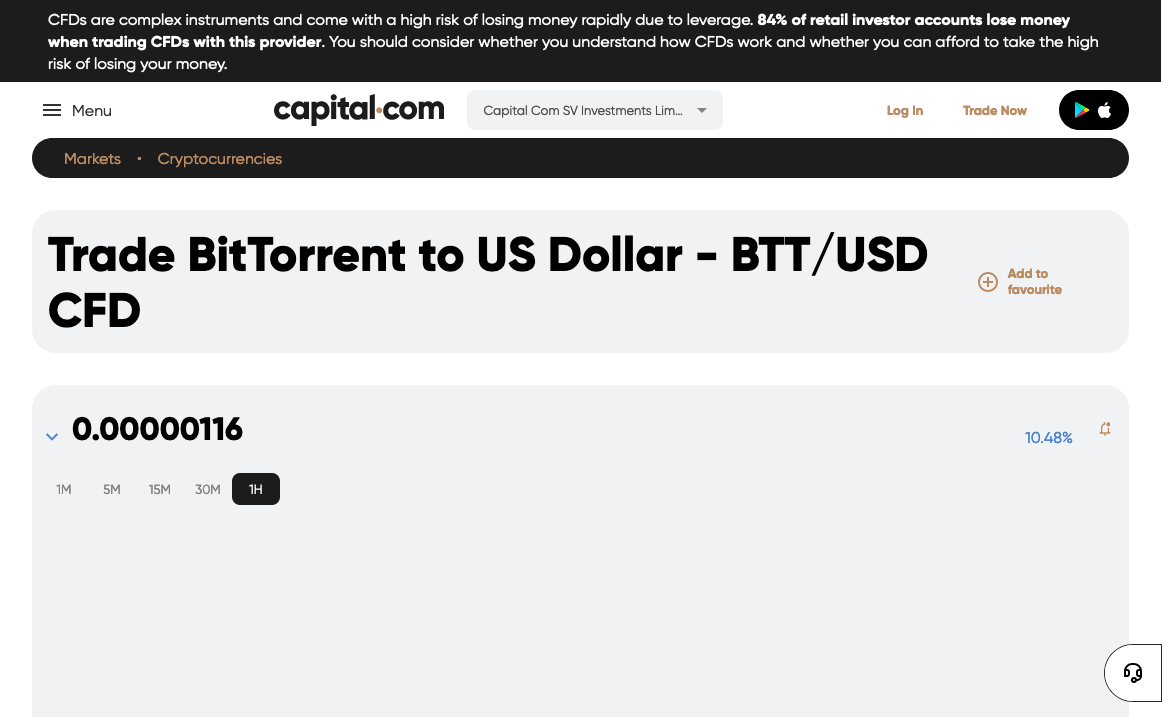 CFDs are complex instruments and come with a high risk of losing money rapidly due to leverage. 84% of retail investor accounts lose money
when trading CFDs with this provider. You should consider whether you understand how CFDs work and whether you can afford to take the high
risk of losing your money.
Menu
capital.com
Capital Com SV Investments Lim...
Log In
Trade Now
Markets • Cryptocurrencies
Trade BitTorrent to US Dollar - BTT/USD
CFD
Add to
favourite
0.00000116
10.48%
1M 5M 15M 30M 1H